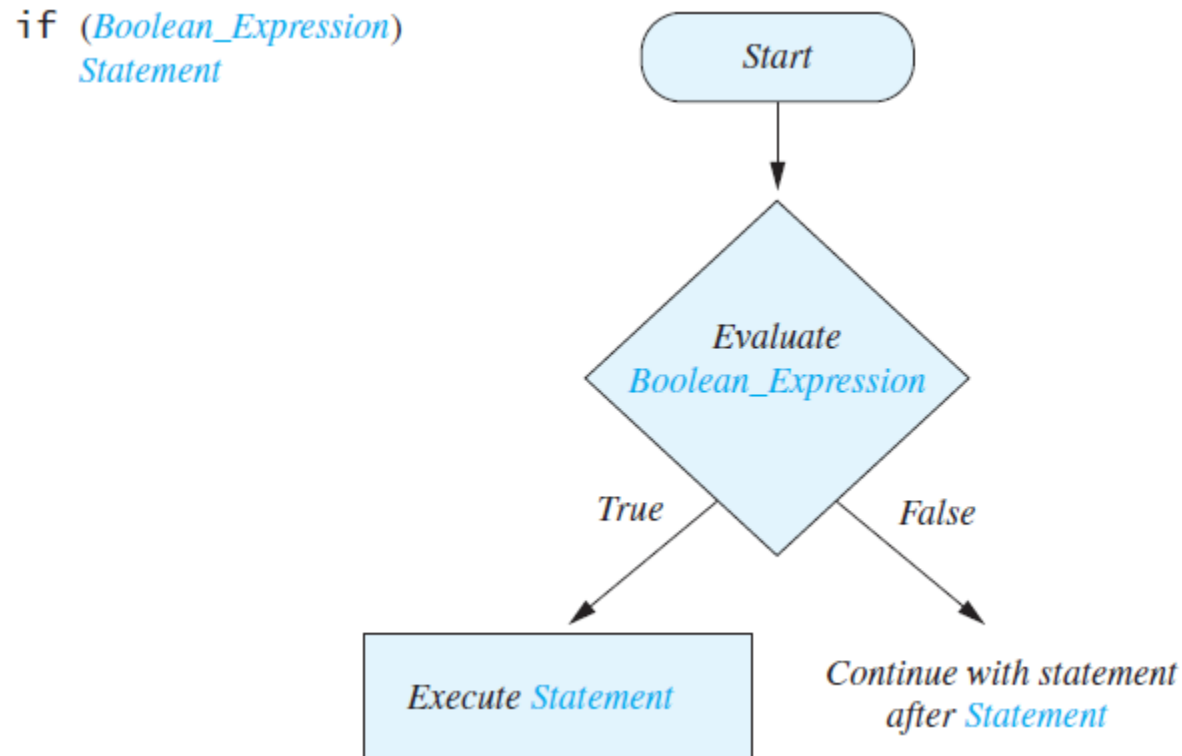 if (Boolean_Expression)
Statement
Start
Evaluate
Boolean_Expression
True
False
Execute Statement
Continue with statement
after Statement